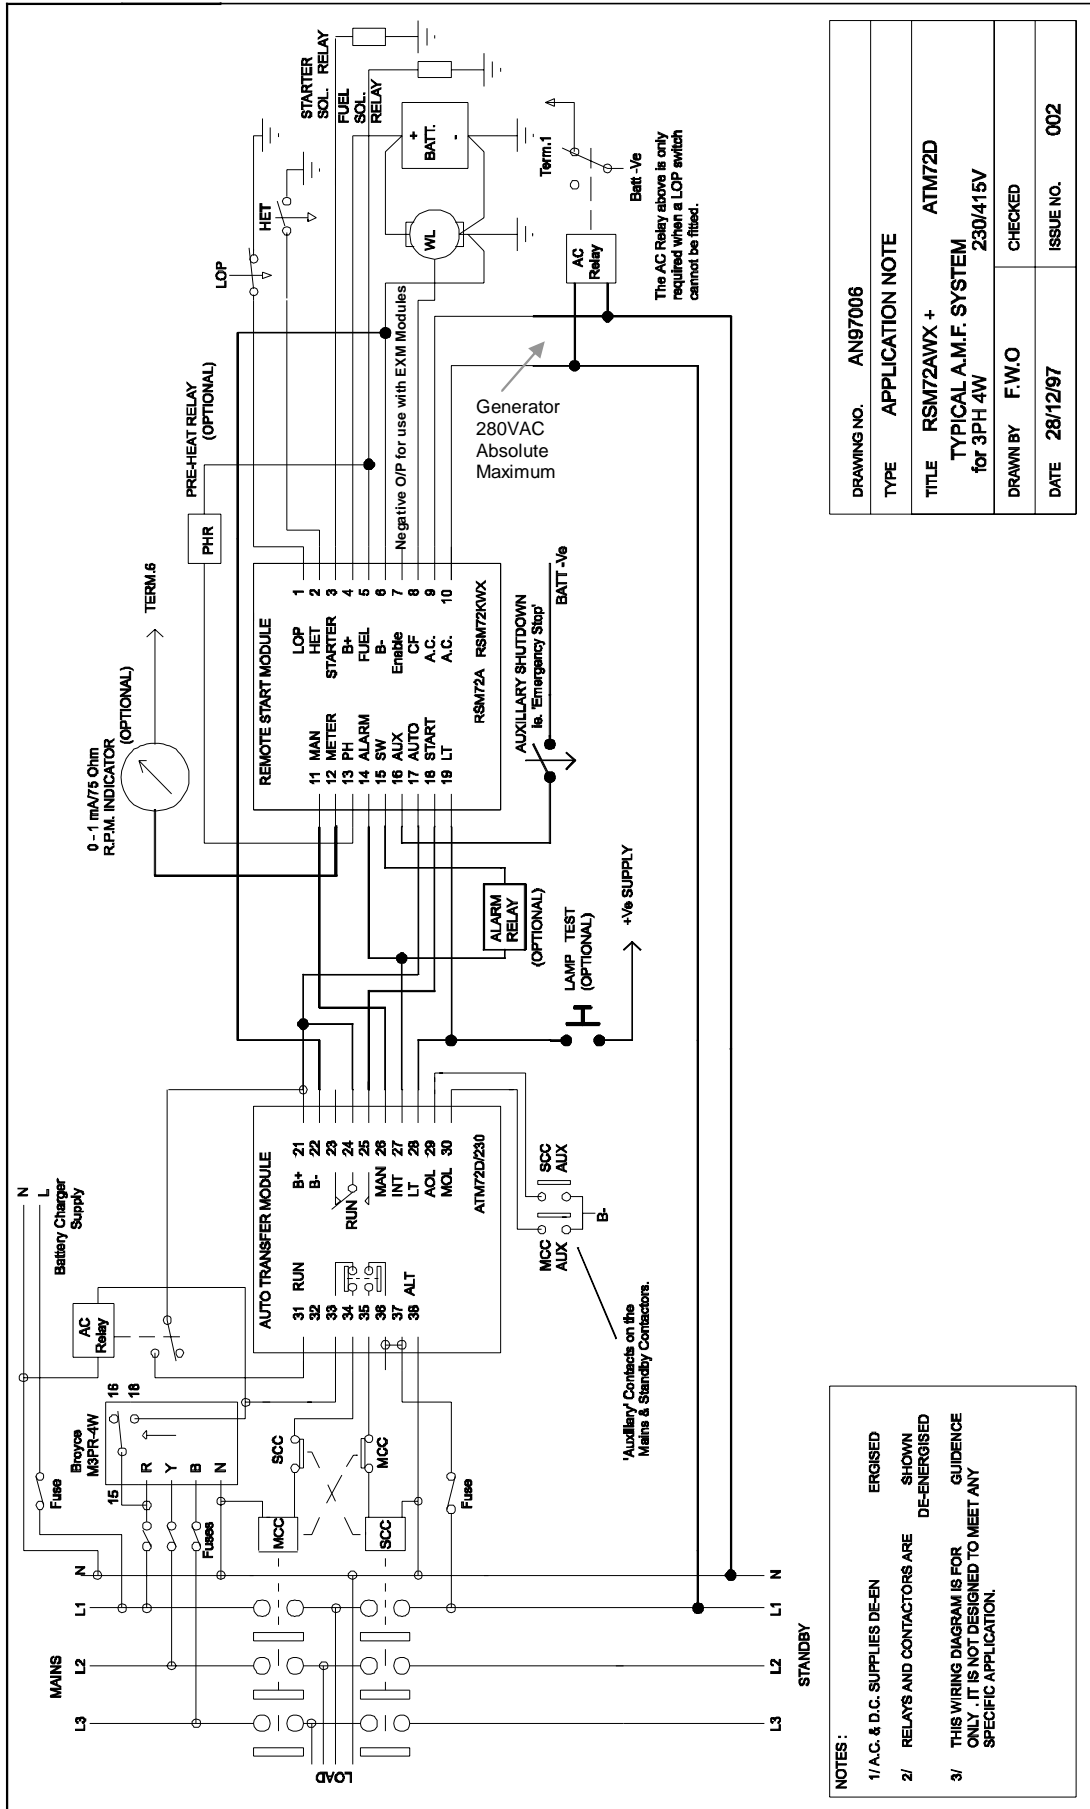 N
L
Battery Charger
Supply
AC
Relay
Broyce
M3PR-4W
16
18
15
R
Y
B
N
Fuse
Fuses
MAINS
N
L1
L2
L3
LOAD
SCC
MCC
MCC
SCC
Fuse
N
L1
L2
L3
STANDBY
AUTO TRANSFER MODULE
31 RUN
32
33
34
35
36
37 ALT
38
B+ 21
B- 22
23
24
RUN 25
MAN 26
INT 27
LT 28
AOL 29
MOL 30
ATM72D/230
MCC
AUX
SCC
AUX
B-
'Auxiliary' Contacts on the
Mains & Standby Contactors.
0 - 1 mA/75 Ohm
R.P.M. INDICATOR
(OPTIONAL)
TERM.6
PHR
PRE-HEAT RELAY
(OPTIONAL)
REMOTE START MODULE
11 MAN
12 METER
13 PH
14 ALARM
15 SW
16 AUX
17 AUTO
18 START
19 LT
LOP 1
HET 2
STARTER 3
B+ 4
FUEL 5
B- 6
Enable 7
CF 8
A.C. 9
A.C. 10
RSM72A RSM72KWX
ALARM
RELAY
(OPTIONAL)
LAMP TEST
(OPTIONAL)
+Ve SUPPLY
AUXILLARY SHUTDOWN
ie. 'Emergency Stop'
BATT -Ve
LOP
HET
STARTER
SOL. RELAY
FUEL
SOL.
RELAY
+
BATT.
-
WL
Negative O/P for use with EXM Modules
Generator
280VAC
Absolute
Maximum
AC
Relay
Term.1
Batt -Ve
The AC Relay above is only
required when a LOP switch
cannot be fitted.
NOTES :
1/ A.C. & D.C. SUPPLIES DE-EN ERGISED
2/ RELAYS AND CONTACTORS ARE SHOWN
DE-ENERGISED
3/ THIS WIRING DIAGRAM IS FOR GUIDENCE
ONLY . IT IS NOT DESIGNED TO MEET ANY
SPECIFIC APPLICATION.
DRAWING NO. AN97006
TYPE APPLICATION NOTE
TITLE RSM72AWX + ATM72D
TYPICAL A.M.F. SYSTEM
for 3PH 4W 230/415V
DRAWN BY F.W.O CHECKED
DATE 28/12/97 ISSUE NO. 002